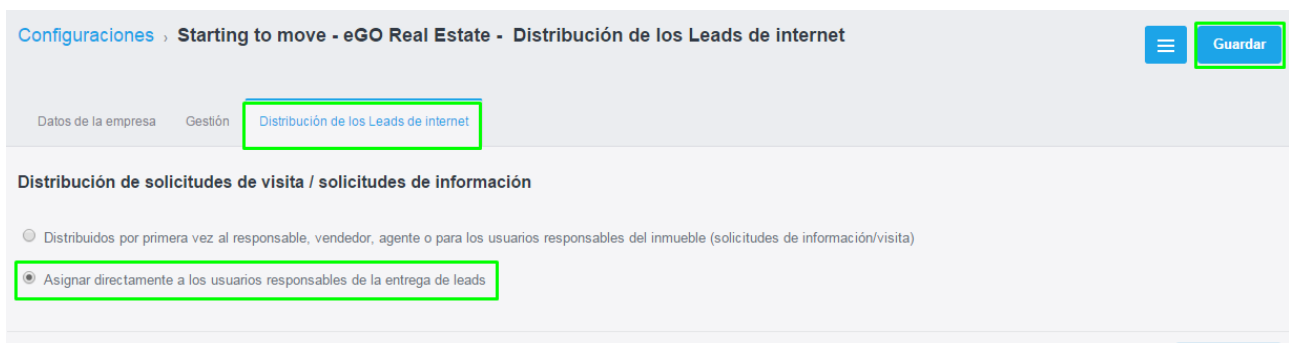 Configuraciones › Starting to move - eGO Real Estate - Distribución de los Leads de internet
Guardar
Datos de la empresa Gestión Distribución de los Leads de internet
Distribución de solicitudes de visita / solicitudes de información
Distribuidos por primera vez al responsable, vendedor, agente o para los usuarios responsables del inmueble (solicitudes de información/visita)
Asignar directamente a los usuarios responsables de la entrega de leads